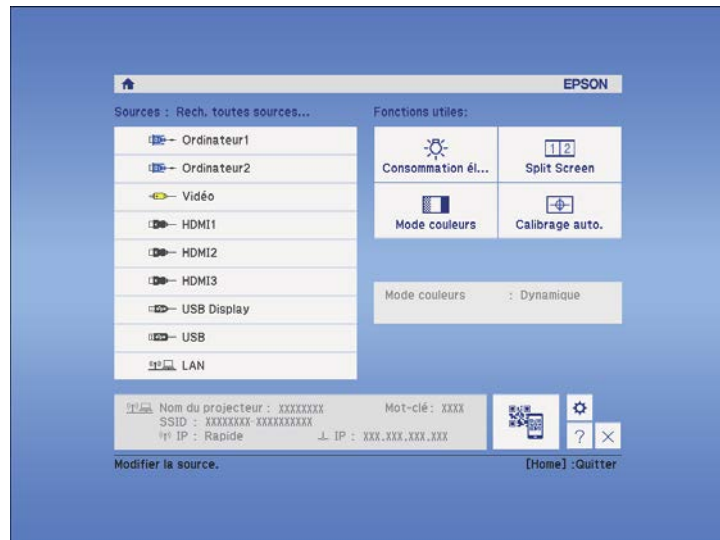 EPSON
Sources : Rech. toutes sources...
Ordinateur1
Ordinateur2
Vidéo
HDMI1
HDMI2
HDMI3
USB Display
USB
LAN
Fonctions utiles:
Consommation él...
1 2
Split Screen
Mode couleurs
Calibrage auto.
Mode couleurs : Dynamique
Nom du projecteur : XXXXXXXX Mot-clé: XXXX
SSID : XXXXXXXX-XXXXXXXXXX
IP : Rapide IP : XXX.XXX.XXX.XXX
?
Modifier la source. [Home] :Quitter